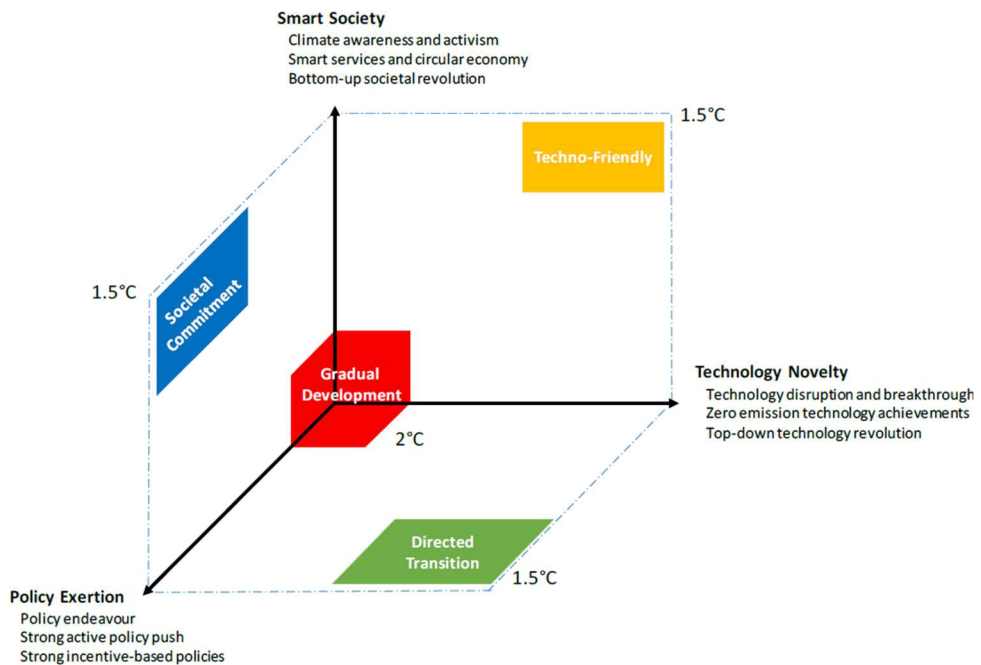 Smart Society
Climate awareness and activism
Smart services and circular economy
Bottom-up societal revolution
1.5°C
Techno-Friendly
1.5°C
Societal
Commitment
Gradual
Development
Technology Novelty
Technology disruption and breakthrough
Zero emission technology achievements
Top-down technology revolution
2°C
Directed
Transition
1.5°C
Policy Exertion
Policy endeavour
Strong active policy push
Strong incentive-based policies